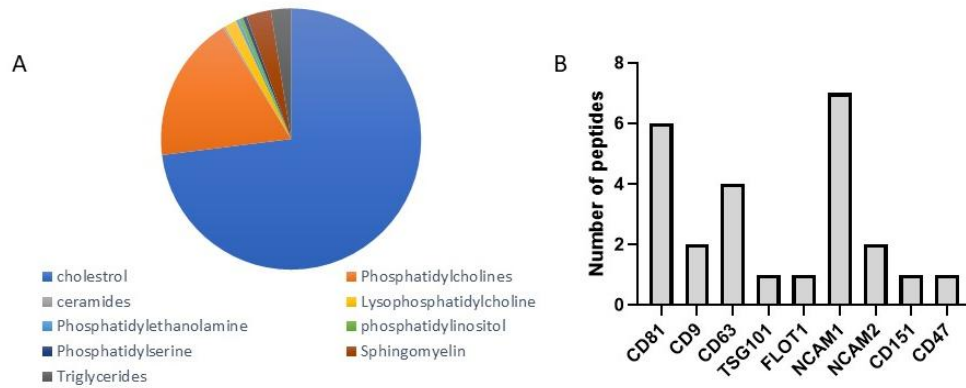 A
cholestrol
Phosphatidylcholines
ceramides
Lysophosphatidylcholine
Phosphatidylethanolamine
phosphatidylinositol
Phosphatidylserine
Sphingomyelin
Triglycerides
B
Number of peptides
8
6
4
2
0
CD81
CD9
CD63
TSG101
FLOT1
NCAM1
NCAM2
CD151
CD47